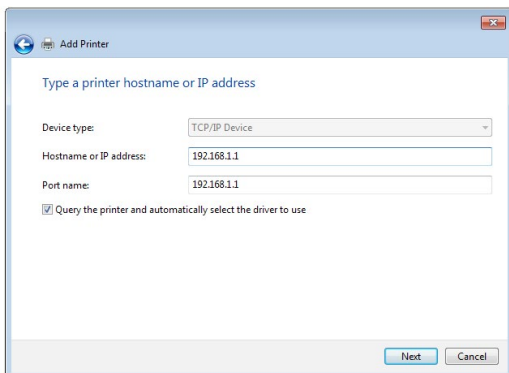 Add Printer
Type a printer hostname or IP address
Device type: TCP/IP Device
Hostname or IP address: 192.168.1.1
Port name: 192.168.1.1
Query the printer and automatically select the driver to use
Next Cancel